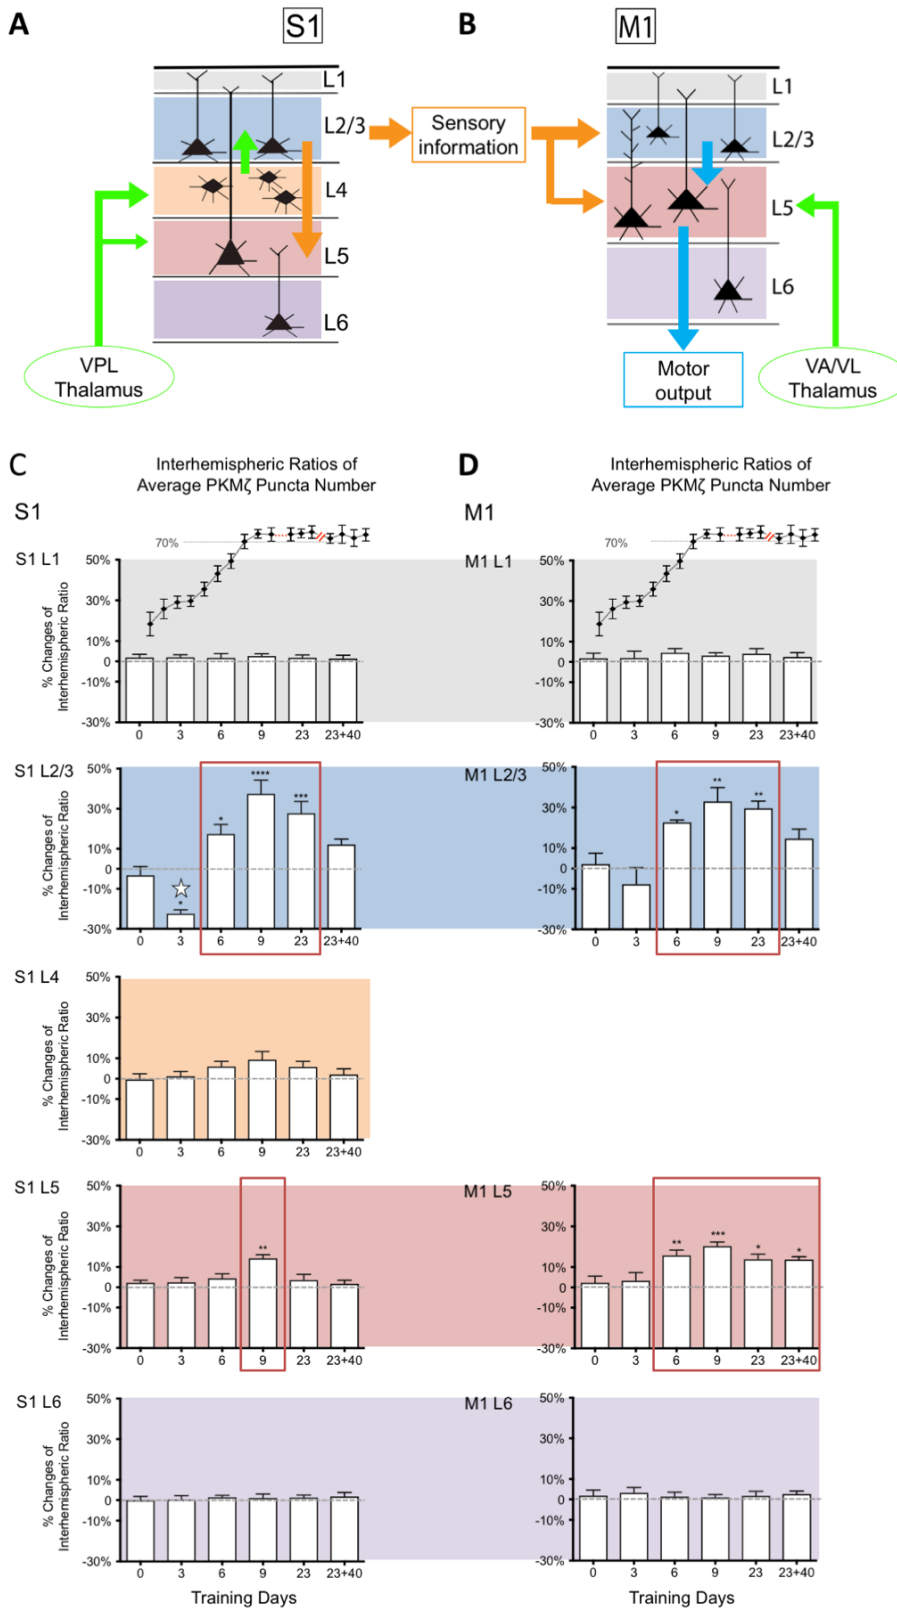 A
S1
B
M1
L1
L2/3
L4
L5
L6
Sensory
information
VPL
Thalamus
L1
L2/3
L5
L6
Motor
output
VA/VL
Thalamus
C
Interhemispheric Ratios of
Average PKMζ Puncta Number
S1
70%
S1 L1
% Changes of
Interhemispheric Ratio
50%
30%
10%
0
-10%
-30%
0 3 6 9 23 23+40
D
Interhemispheric Ratios of
Average PKMζ Puncta Number
M1
70%
M1 L1
50%
30%
10%
0
-10%
-30%
0 3 6 9 23 23+40
S1 L2/3
% Changes of
Interhemispheric Ratio
50%
30%
10%
0
-10%
-30%
* * **** ***
0 3 6 9 23 23+40
M1 L2/3
50%
30%
10%
0
-10%
-30%
* ** **
0 3 6 9 23 23+40
S1 L4
% Changes of
Interhemispheric Ratio
50%
30%
10%
0
-10%
-30%
0 3 6 9 23 23+40
S1 L5
% Changes of
Interhemispheric Ratio
50%
30%
10%
0
-10%
-30%
**
0 3 6 9 23 23+40
M1 L5
50%
30%
10%
0
-10%
-30%
** *** * *
0 3 6 9 23 23+40
S1 L6
% Changes of
Interhemispheric Ratio
50%
30%
10%
0
-10%
-30%
0 3 6 9 23 23+40
Training Days
M1 L6
50%
30%
10%
0
-10%
-30%
0 3 6 9 23 23+40
Training Days